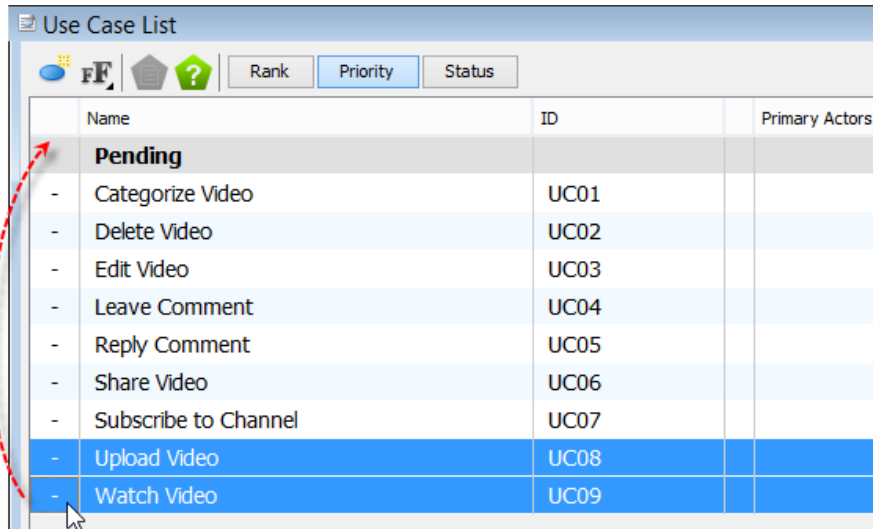 Use Case List
FF Rank Priority Status
Name ID Primary Actors
Pending
- Categorize Video UC01
- Delete Video UC02
- Edit Video UC03
- Leave Comment UC04
- Reply Comment UC05
- Share Video UC06
- Subscribe to Channel UC07
- Upload Video UC08
- Watch Video UC09